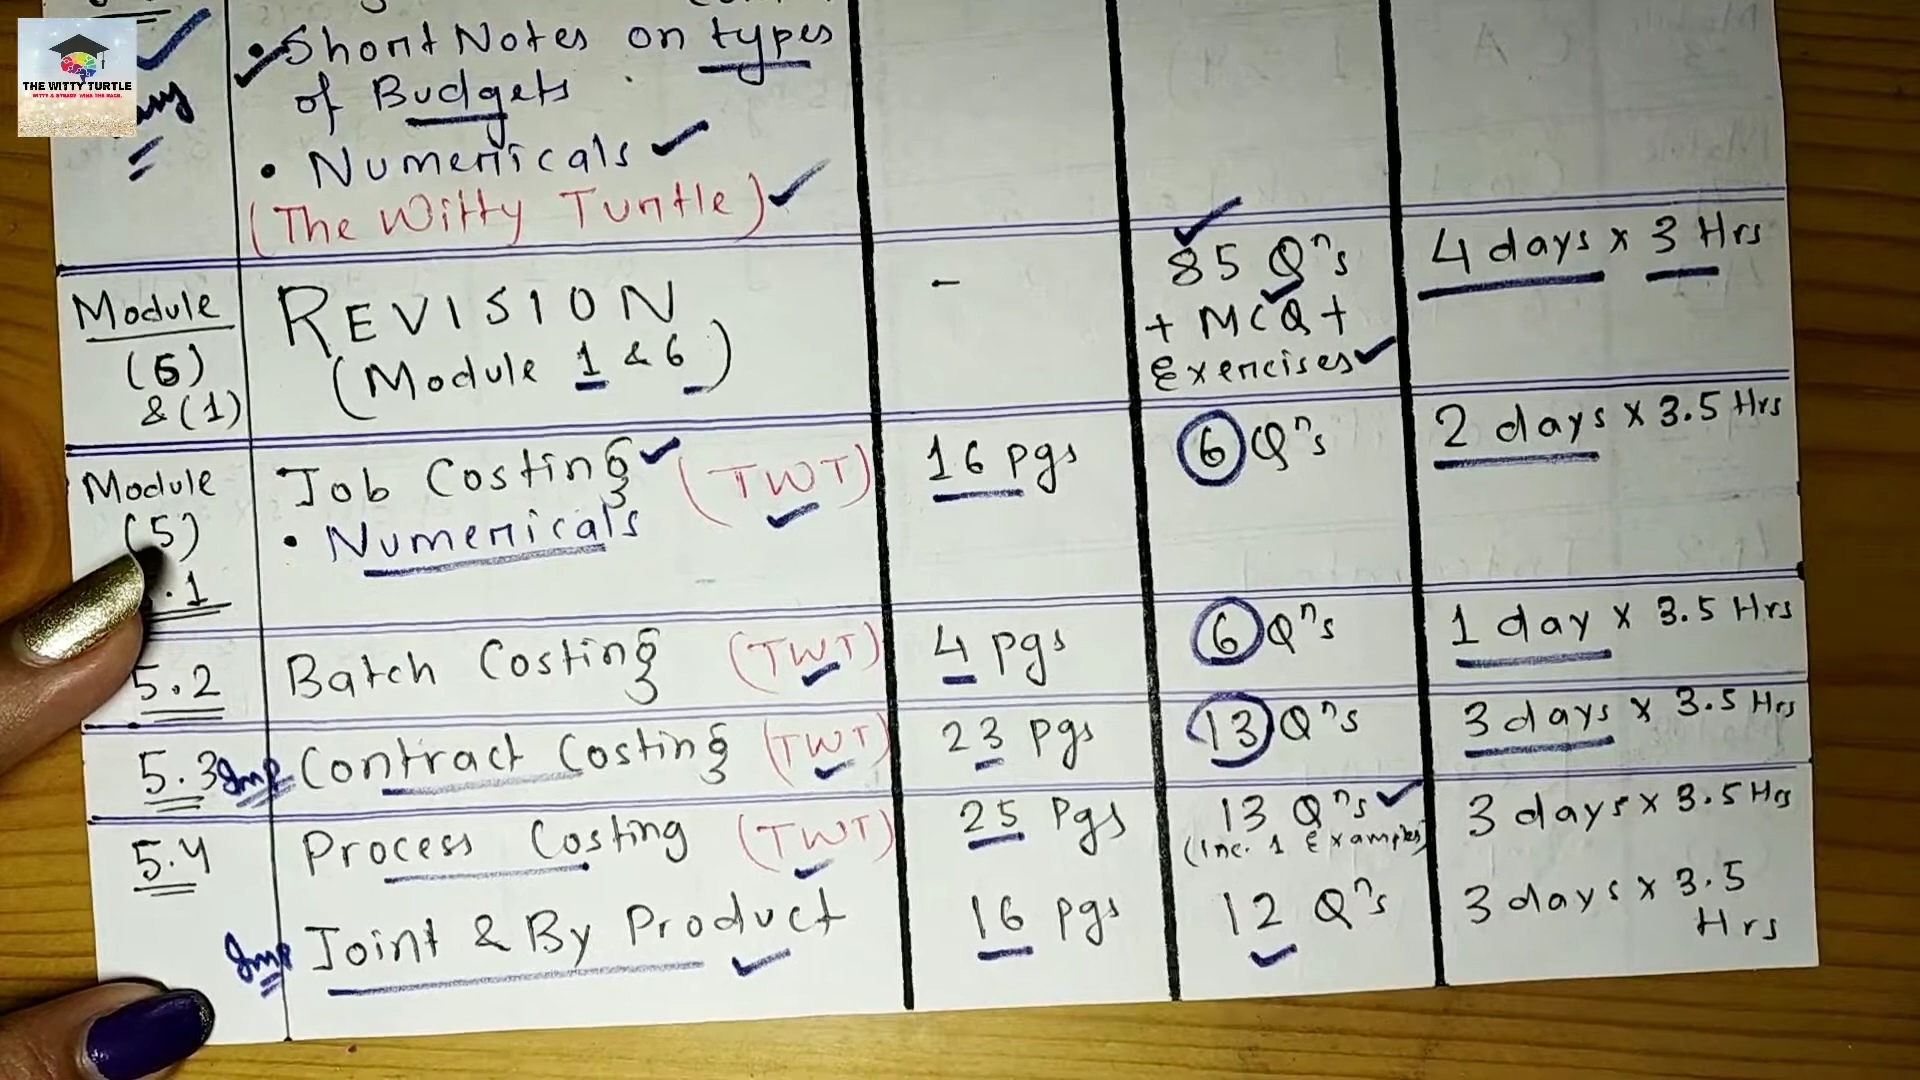 THE WITTY TURTLE
• Short Notes on types
of Budgets.
• Numericals
(The Witty Turtle)
Module
(6)
& (1)
REVISION
(Module 1 & 6)
-
85 Qⁿs
+ MCQ +
Exercises
4 days x 3 Hrs
Module
(5)
.1
Job Costing (TWT)
• Numericals
16 pgs
6 Qⁿs
2 days x 3.5 Hrs
5.2
Batch Costing (TWT)
4 pgs
6 Qⁿs
1 day x 3.5 Hrs
5.3
Imp
Contract Costing (TWT)
23 pgs
13 Qⁿs
3 days x 3.5 Hrs
5.4
Process Costing (TWT)
25 Pgs
13 Qⁿs
(Inc. 1 Examples)
3 days x 3.5 Hrs
Imp
Joint & By Product
16 pgs
12 Qⁿs
3 days x 3.5
Hrs